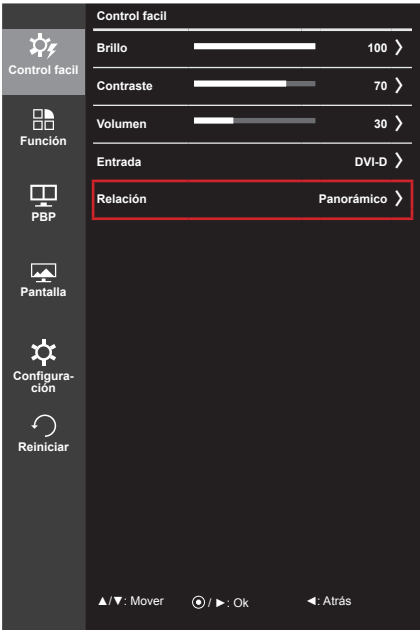 Control facil
Control facil
Brillo 100
Contraste 70
Función
Volumen 30
Entrada DVI-D
PBP
Relación Panorámico
Pantalla
Configura-
ción
Reiniciar
▲/▼: Mover / ►: Ok ◄: Atrás